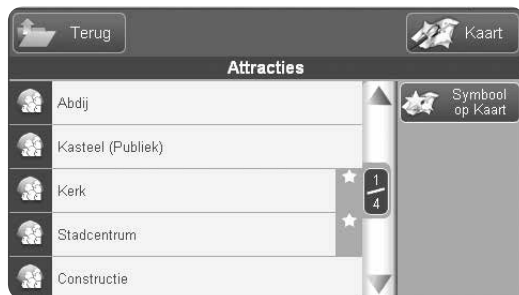 Terug
Kaart
Attracties
Abdij
Kasteel (Publiek)
Kerk
Stadcentrum
Constructie
1
4
Symbool
op Kaart